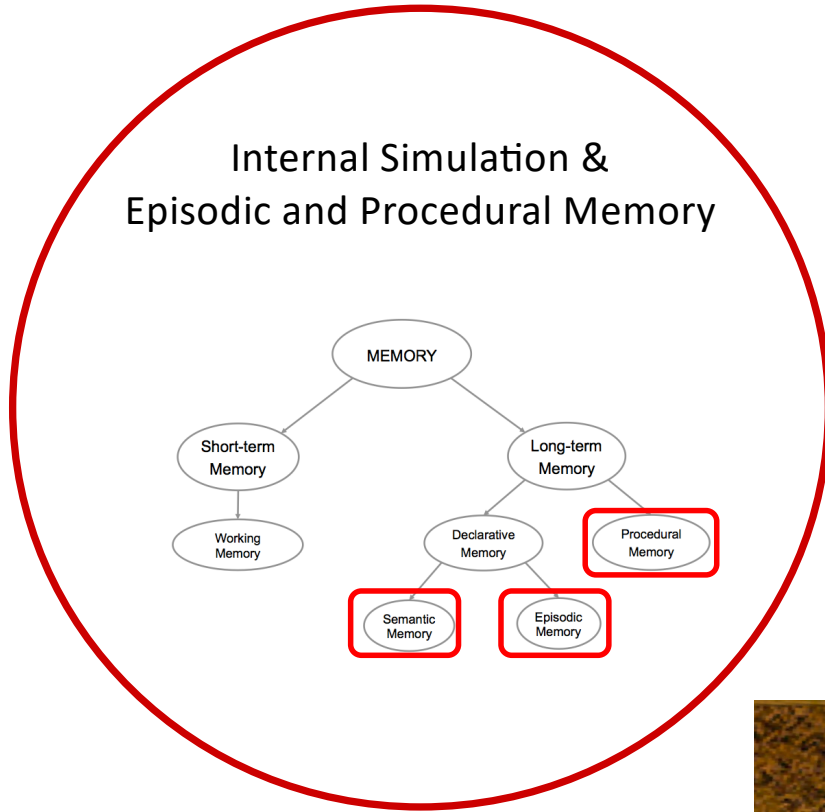 Internal Simulation &
Episodic and Procedural Memory
MEMORY
Short-term
Memory
Long-term
Memory
Working
Memory
Declarative
Memory
Procedural
Memory
Semantic
Memory
Episodic
Memory